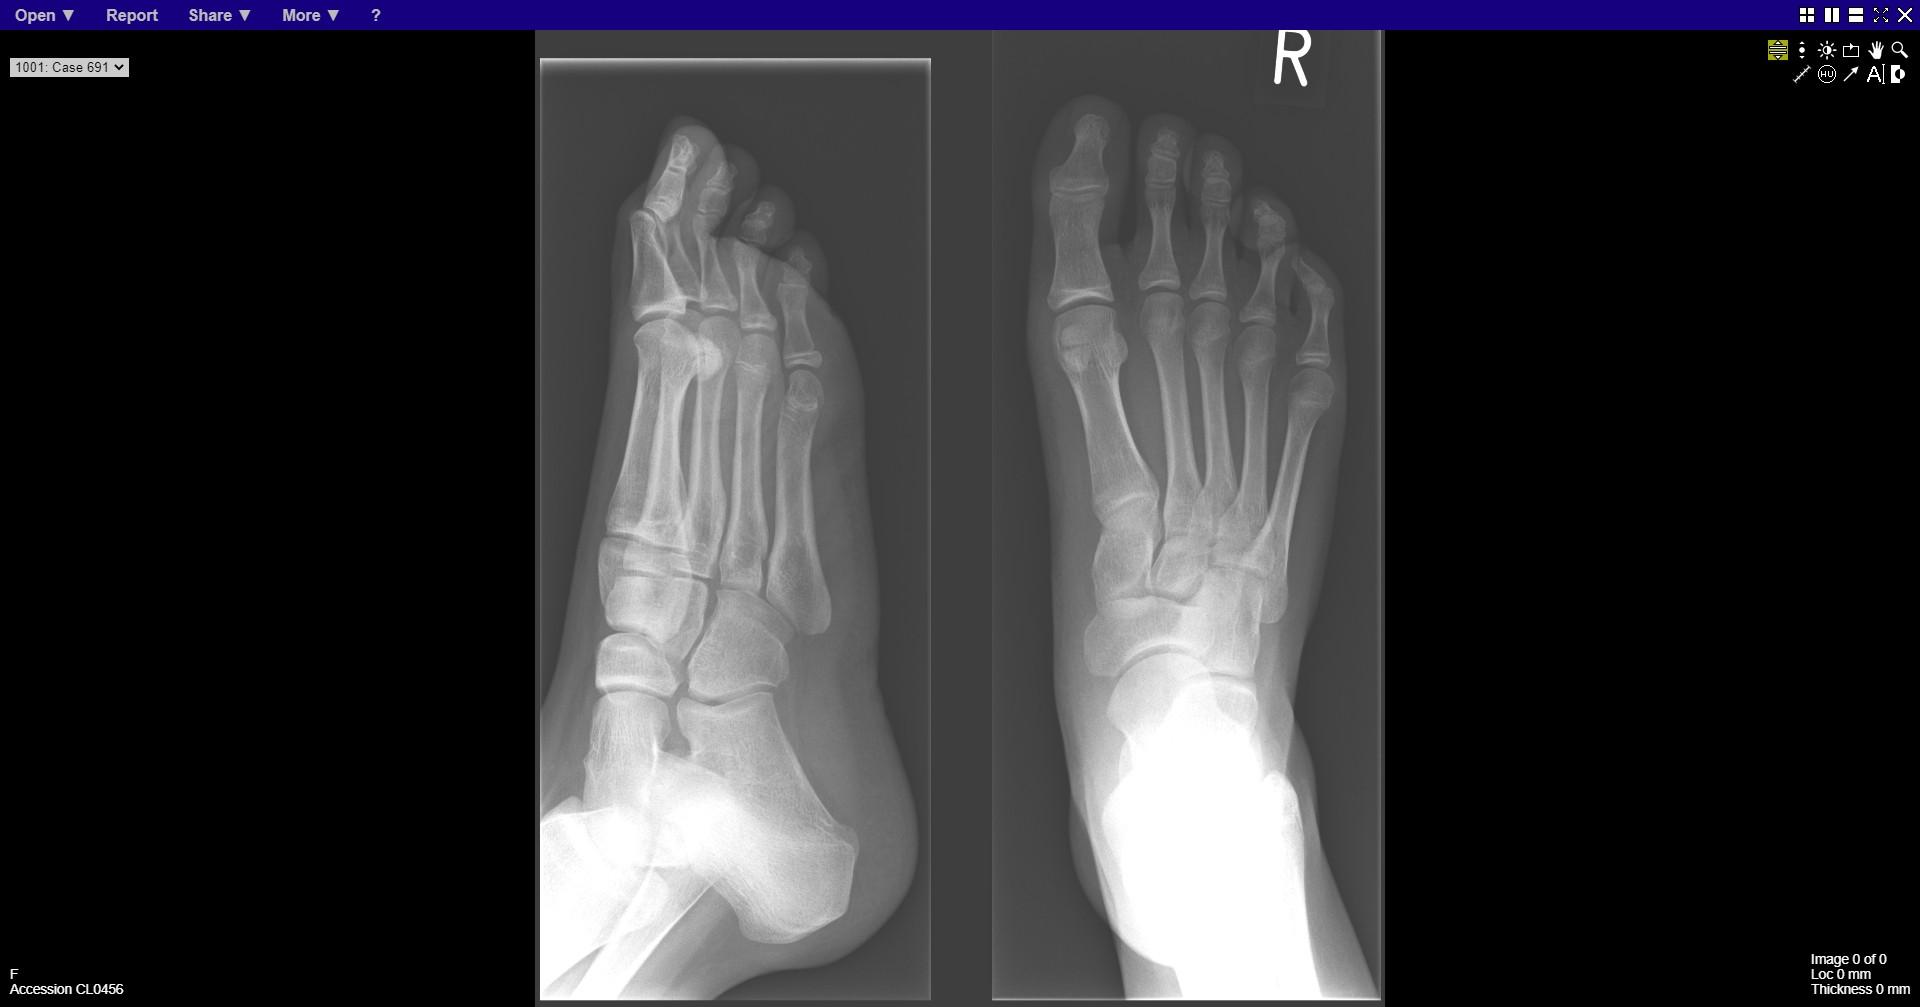 Open ▼ Report Share ▼ More ▼ ?
1001: Case 691
HU
A
R
F
Accession CL0456
Image 0 of 0
Loc 0 mm
Thickness 0 mm